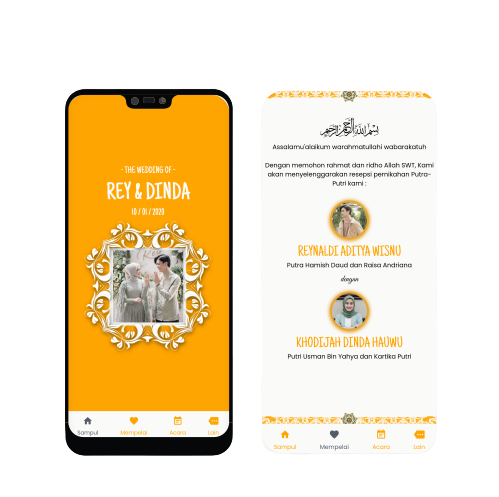 · THE WEDDING OF ·
REY & DINDA
10 / 01 / 2020
Sampul
Mempelai
Acara
Lain
بِسْمِ اللَّهِ الرَّحْمَٰنِ الرَّحِيمِ
Assalamu'alaikum warahmatullahi wabarakatuh
Dengan memohon rahmat dan ridho Allah SWT, Kami
akan menyelenggarakan resepsi pernikahan Putra-
Putri kami :
REYNALDI ADITYA WISNU
Putra Hamish Daud dan Raisa Andriana
dengan
KHODIJAH DINDA HAUWU
Putri Usman Bin Yahya dan Kartika Putri
Sampul
Mempelai
Acara
Lain